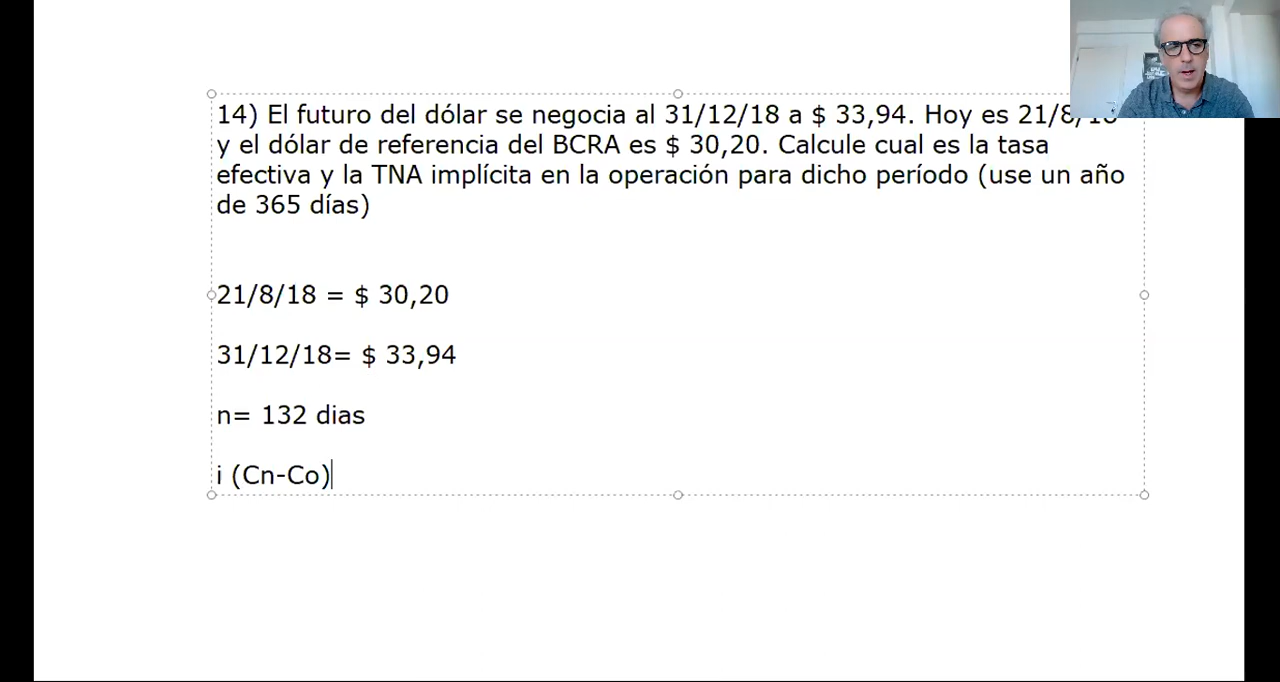 14) El futuro del dólar se negocia al 31/12/18 a $ 33,94. Hoy es 21/8/18
y el dólar de referencia del BCRA es $ 30,20. Calcule cual es la tasa
efectiva y la TNA implícita en la operación para dicho período (use un año
de 365 días)
21/8/18 = $ 30,20
31/12/18= $ 33,94
n= 132 dias
i (Cn-Co)